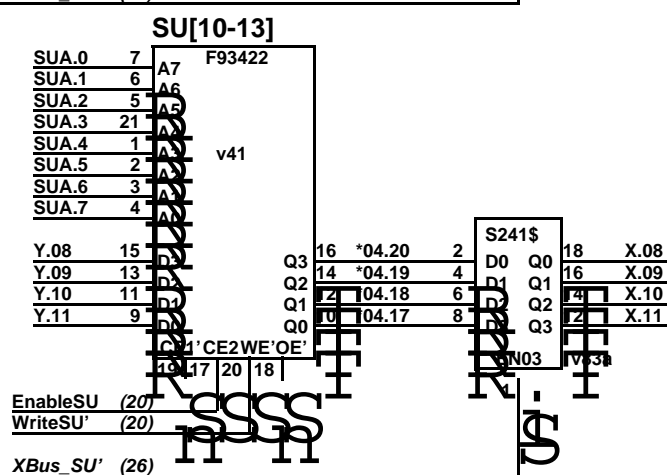 SU[10-13]
F93422
SUA.0 7 A7
SUA.1 6 A6
SUA.2 5 A5
SUA.3 21
SUA.4 1
SUA.5 2
SUA.6 3
SUA.7 4
v41
S241$
Y.08 15 Q3 16 *04.20 2 D0 Q0 18 X.08
Y.09 13 Q2 14 *04.19 4 D1 Q1 16 X.09
Y.10 11 D1 Q1 *04.18 6 Q2 X.10
Y.11 9 Q0 *04.17 8 Q3 X.11
CE2 WE' OE'
19 17 20 18
EnableSU (20)
WriteSU' (20)
XBus_SU' (26)